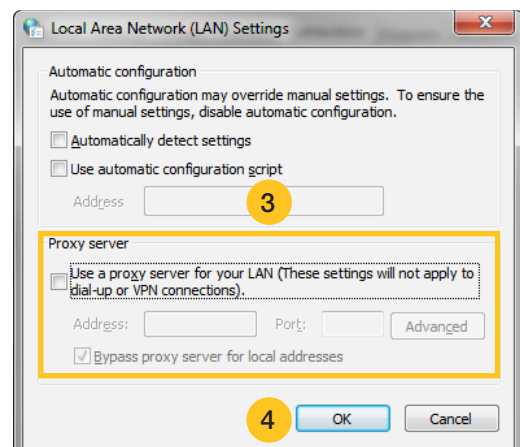 Local Area Network (LAN) Settings
Automatic configuration
Automatic configuration may override manual settings. To ensure the
use of manual settings, disable automatic configuration.
Automatically detect settings
Use automatic configuration script
Address
3
Proxy server
Use a proxy server for your LAN (These settings will not apply to
dial-up or VPN connections).
Address:
Port:
Advanced
Bypass proxy server for local addresses
4
OK
Cancel